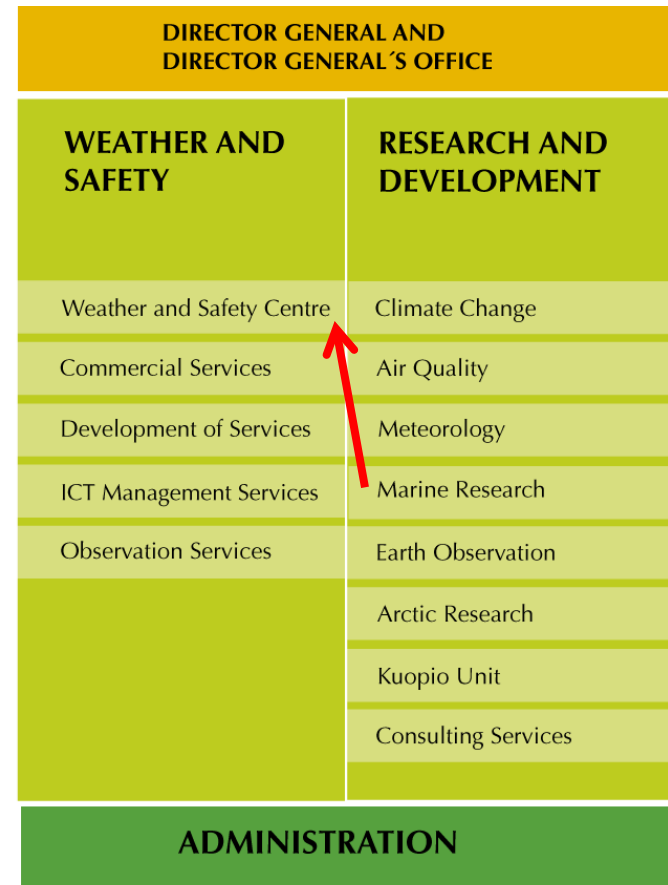 DIRECTOR GENERAL AND
DIRECTOR GENERAL´S OFFICE
WEATHER AND
SAFETY
Weather and Safety Centre
Commercial Services
Development of Services
ICT Management Services
Observation Services
RESEARCH AND
DEVELOPMENT
Climate Change
Air Quality
Meteorology
Marine Research
Earth Observation
Arctic Research
Kuopio Unit
Consulting Services
ADMINISTRATION